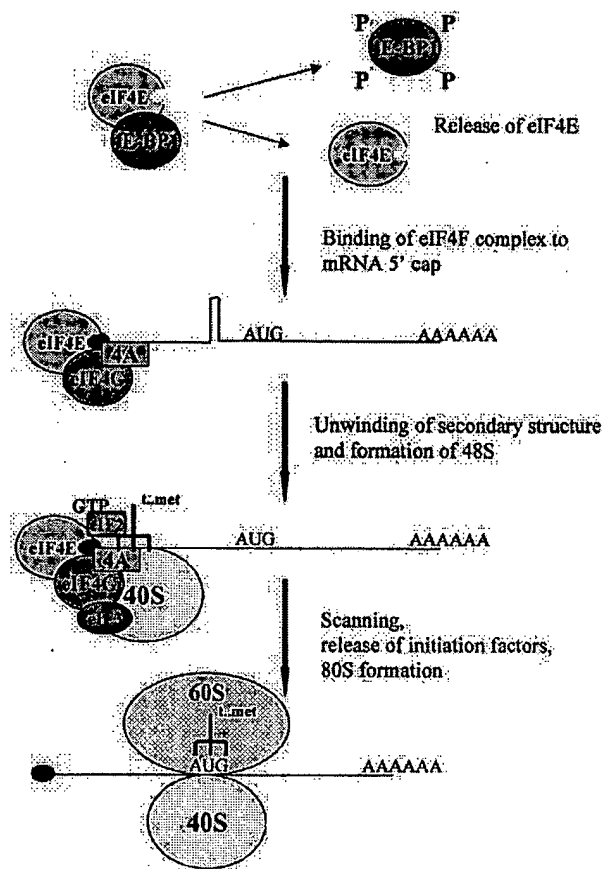 P P
E-BP1
P P
eIF4E
E-BP1
eIF4E
Release of eIF4E
Binding of eIF4F complex to
mRNA 5' cap
eIF4E
4A
eIF4G
AUG
AAAAAA
Unwinding of secondary structure
and formation of 48S
GTP
t..met
eIF2
eIF4E
4A
eIF4G
40S
AUG
AAAAAA
Scanning,
release of initiation factors,
80S formation
60S
t..met
AUG
AAAAAA
40S